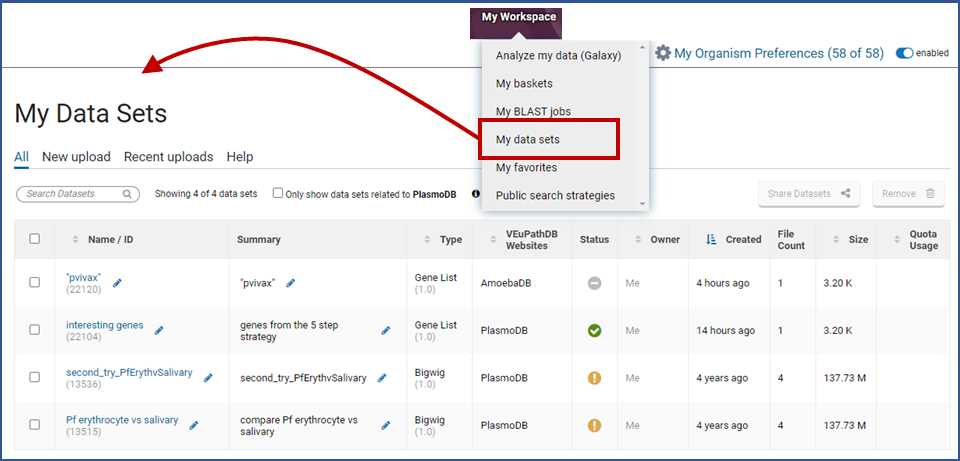 My Workspace
Analyze my data (Galaxy)
My baskets
My BLAST jobs
My data sets
My favorites
Public search strategies
My Organism Preferences (58 of 58) enabled
My Data Sets
All New upload Recent uploads Help
Search Datasets Showing 4 of 4 data sets Only show data sets related to PlasmoDB Share Datasets Remove
Name / ID Summary Type VEuPathDB Websites Status Owner Created File Count Size Quota Usage
"pvivax" "pvivax" Gene List AmoebaDB Me 4 hours ago 1 3.20 K
(22120) (1.0)
interesting genes genes from the 5 step Gene List PlasmoDB Me 14 hours ago 1 3.20 K
(22104) strategy (1.0)
second_try_PfErythvSalivary second_try_PfErythvSalivary Bigwig PlasmoDB Me 4 years ago 4 137.73 M
(13536) (1.0)
Pf erythrocyte vs salivary compare Pf erythrocyte vs Bigwig PlasmoDB Me 4 years ago 4 137.73 M
(13515) salivary (1.0)